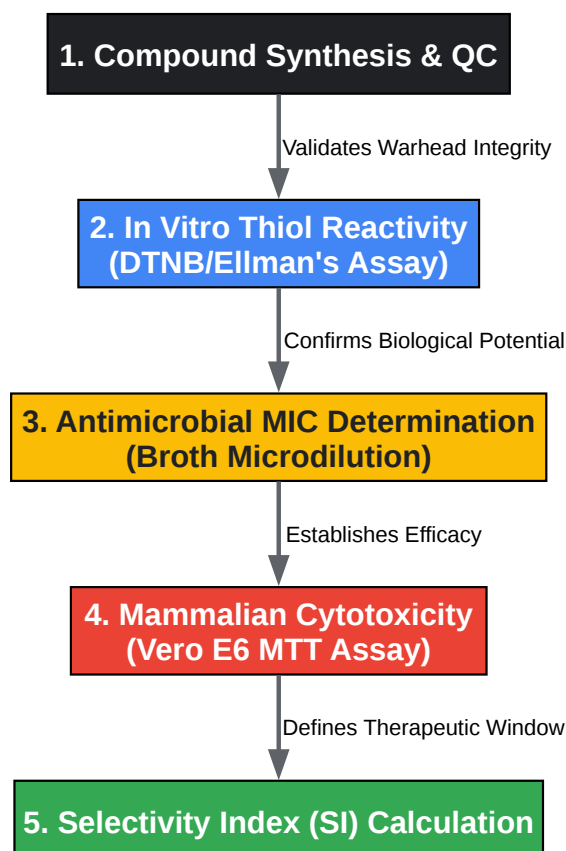 1. Compound Synthesis & QC
Validates Warhead Integrity
2. In Vitro Thiol Reactivity
(DTNB/Ellman's Assay)
Confirms Biological Potential
3. Antimicrobial MIC Determination
(Broth Microdilution)
Establishes Efficacy
4. Mammalian Cytotoxicity
(Vero E6 MTT Assay)
Defines Therapeutic Window
5. Selectivity Index (SI) Calculation